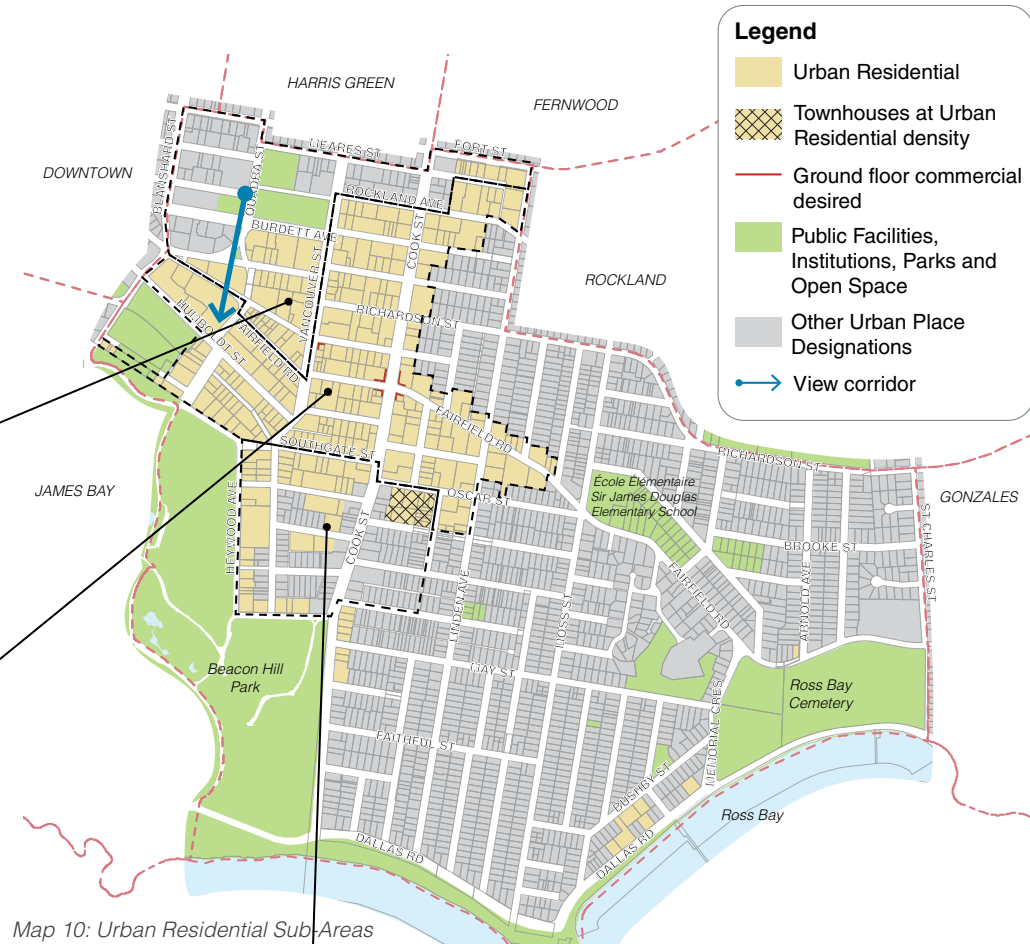 Legend
Urban Residential
Townhouses at Urban
Residential density
Ground floor commercial
desired
Public Facilities,
Institutions, Parks and
Open Space
Other Urban Place
Designations
View corridor
HARRIS GREEN
FERNWOOD
DOWNTOWN
ROCKLAND
JAMES BAY
GONZALES
BLANSHARD ST
QUADRA ST
MEARES ST
FORT ST
ROCKLAND AVE
BURDETT AVE
VANCOUVER ST
COOK ST
RICHARDSON ST
HUMBOLDT ST
FAIRFIELD RD
FAIRFIELD RD
SOUTHGATE ST
RICHARDSON ST
École Élémentaire
Sir James Douglas
Elementary School
OSCAR ST
HEYWOOD AVE
COOK ST
LINDEN AVE
MOSS ST
FAIRFIELD RD
BROOKE ST
ARNOLD AVE
ST CHARLES ST
Beacon Hill
Park
MAY ST
Ross Bay
Cemetery
MEMORIAL CRES
FAITHFUL ST
BUSHBY ST
DALLAS RD
DALLAS RD
Ross Bay
Map 10: Urban Residential Sub-Areas